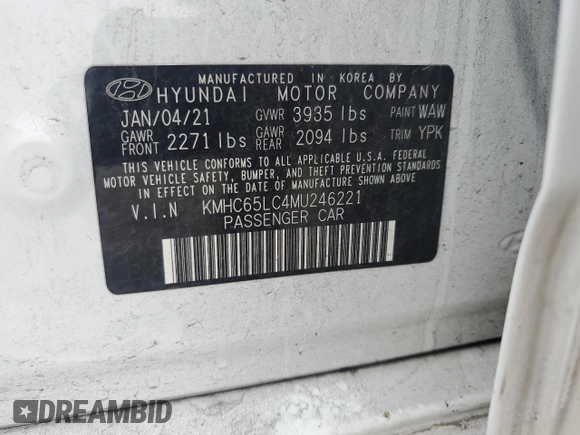 MANUFACTURED IN KOREA BY
HYUNDAI MOTOR COMPANY
JAN/04/21 GVWR 3935 lbs PAINT WAW
GAWR FRONT 2271 lbs GAWR REAR 2094 lbs TRIM YPK
THIS VEHICLE CONFORMS TO ALL APPLICABLE U.S.A. FEDERAL
MOTOR VEHICLE SAFETY, BUMPER, AND THEFT PREVENTION STANDARDS
IN EFFECT ON THE DATE OF MANUFACTURE SHOWN ABOVE.
V.I.N KMHC65LC4MU246221
PASSENGER CAR
DREAMBID